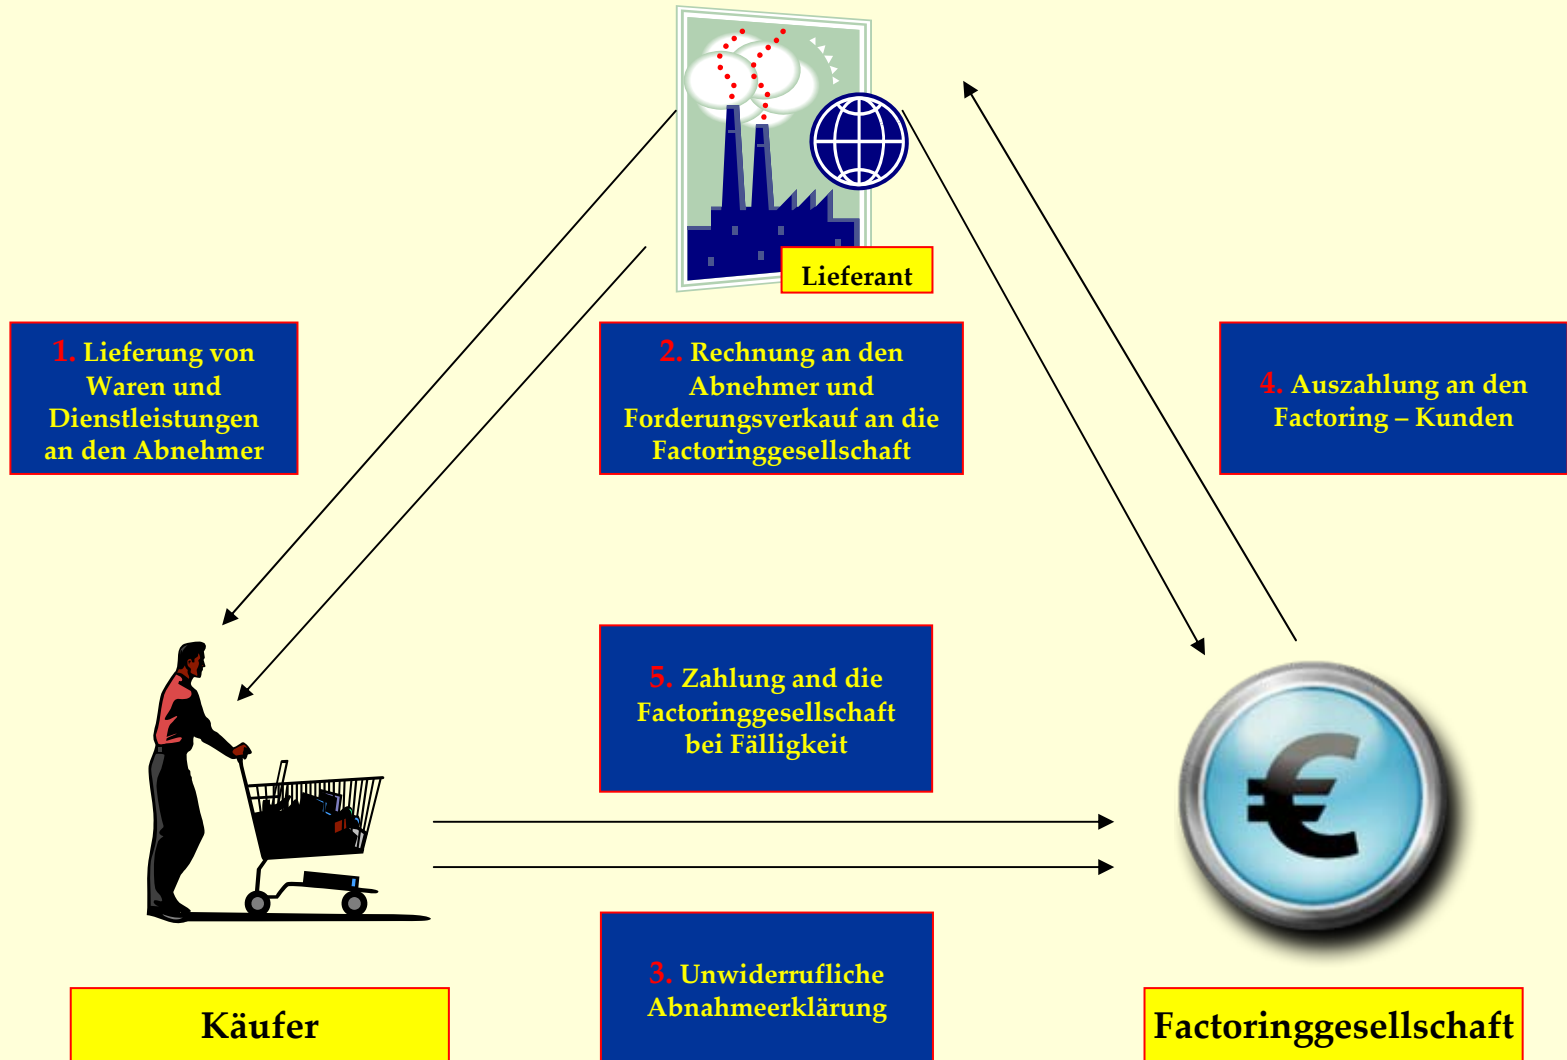 Lieferant
1. Lieferung von
Waren und
Dienstleistungen
an den Abnehmer
2. Rechnung an den
Abnehmer und
Forderungsverkauf an die
Factoringgesellschaft
4. Auszahlung an den
Factoring – Kunden
5. Zahlung and die
Factoringgesellschaft
bei Fälligkeit
€
3. Unwiderrufliche
Abnahmeerklärung
Käufer
Factoringgesellschaft